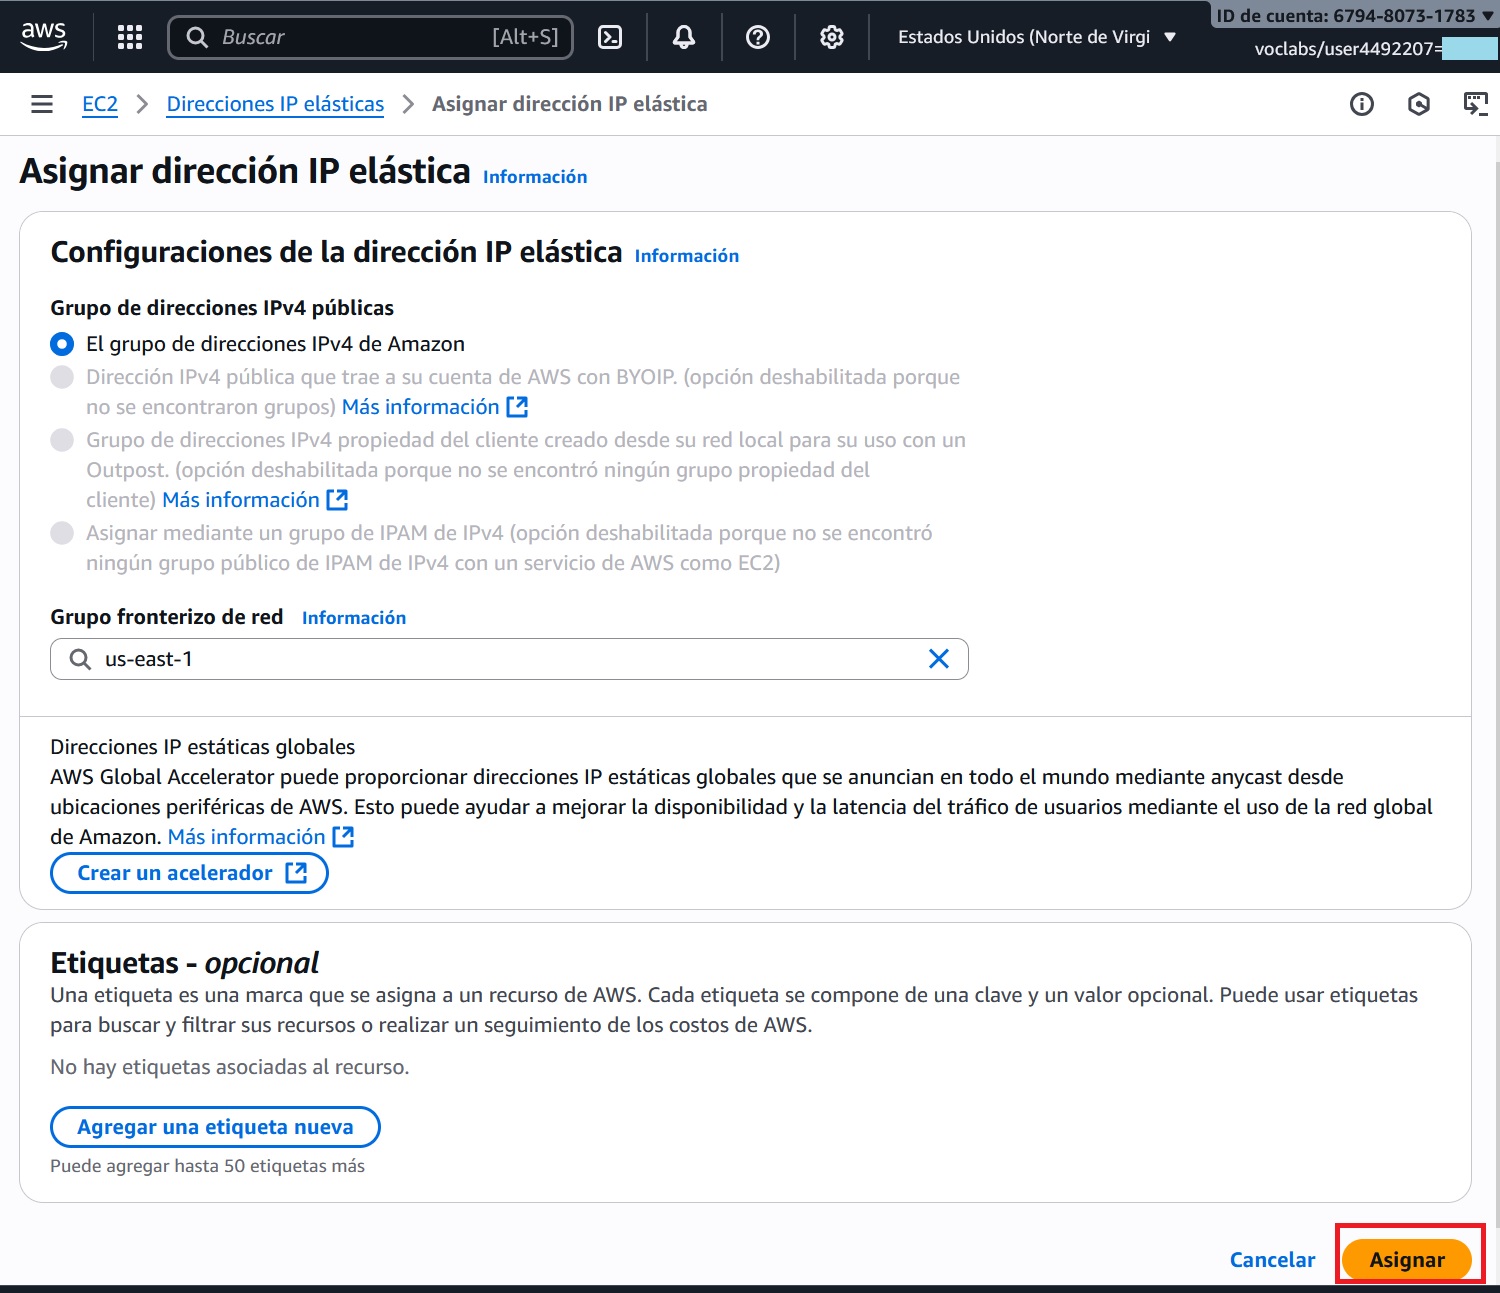 aws
Buscar
[Alt+S]
Estados Unidos (Norte de Virgi
ID de cuenta: 6794-8073-1783
voclabs/user4492207=
EC2
Direcciones IP elásticas
Asignar dirección IP elástica
Asignar dirección IP elástica Información
Configuraciones de la dirección IP elástica Información
Grupo de direcciones IPv4 públicas
El grupo de direcciones IPv4 de Amazon
Dirección IPv4 pública que trae a su cuenta de AWS con BYOIP. (opción deshabilitada porque
no se encontraron grupos) Más información
Grupo de direcciones IPv4 propiedad del cliente creado desde su red local para su uso con un
Outpost. (opción deshabilitada porque no se encontró ningún grupo propiedad del
cliente) Más información
Asignar mediante un grupo de IPAM de IPv4 (opción deshabilitada porque no se encontró
ningún grupo público de IPAM de IPv4 con un servicio de AWS como EC2)
Grupo fronterizo de red Información
us-east-1
Direcciones IP estáticas globales
AWS Global Accelerator puede proporcionar direcciones IP estáticas globales que se anuncian en todo el mundo mediante anycast desde
ubicaciones periféricas de AWS. Esto puede ayudar a mejorar la disponibilidad y la latencia del tráfico de usuarios mediante el uso de la red global
de Amazon. Más información
Crear un acelerador
Etiquetas - opcional
Una etiqueta es una marca que se asigna a un recurso de AWS. Cada etiqueta se compone de una clave y un valor opcional. Puede usar etiquetas
para buscar y filtrar sus recursos o realizar un seguimiento de los costos de AWS.
No hay etiquetas asociadas al recurso.
Agregar una etiqueta nueva
Puede agregar hasta 50 etiquetas más
Cancelar
Asignar